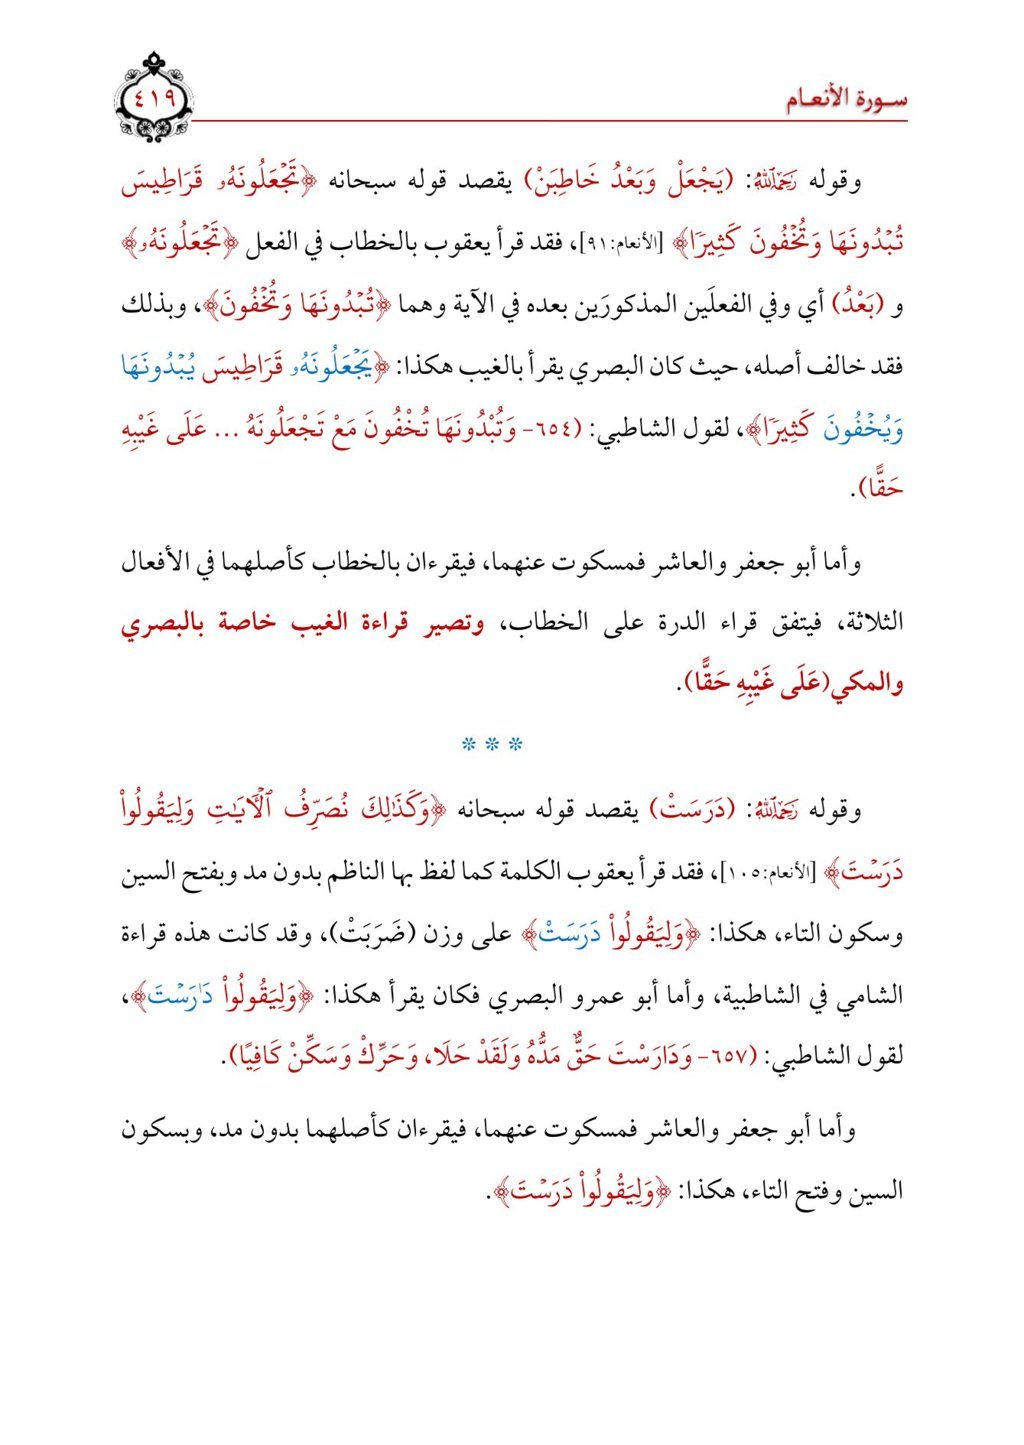 سورة الأنعام
٤١٩
وقوله رَحِمَهُ ٱللَّهُ: (يَجْعَلْ وَبَعْدُ خَاطِبَنْ) يقصد قوله سبحانه ﴿تَجۡعَلُونَهُۥ قَرَاطِيسَ
تُبۡدُونَهَا وَتُخۡفُونَ كَثِيرٗا﴾ [الأنعام:٩١]، فقد قرأ يعقوب بالخطاب في الفعل ﴿تَجۡعَلُونَهُۥ﴾
و (بَعْدُ) أي وفي الفعلَين المذكورَين بعده في الآية وهما ﴿تُبۡدُونَهَا وَتُخۡفُونَ﴾، وبذلك
فقد خالف أصله، حيث كان البصري يقرأ بالغيب هكذا: ﴿يَجۡعَلُونَهُۥ قَرَاطِيسَ يُبۡدُونَهَا
وَيُخۡفُونَ كَثِيرٗا﴾، لقول الشاطبي: (٦٥٤- وَتُبْدُونَهَا تُخْفُونَ مَعْ تَجْعَلُونَهُ ... عَلَى غَيْبِهِ
حَقًّا).
وأما أبو جعفر والعاشر فمسكوت عنهما، فيقرءان بالخطاب كأصلهما في الأفعال
الثلاثة، فيتفق قراء الدرة على الخطاب، وتصير قراءة الغيب خاصة بالبصري
والمكي(عَلَى غَيْبِهِ حَقًّا).
* * *
وقوله رَحِمَهُ ٱللَّهُ: (دَرَسَتْ) يقصد قوله سبحانه ﴿وَكَذَٰلِكَ نُصَرِّفُ ٱلۡأٓيَٰتِ وَلِيَقُولُواْ
دَرَسۡتَ﴾ [الأنعام:١٠٥]، فقد قرأ يعقوب الكلمة كما لفظ بها الناظم بدون مد وبفتح السين
وسكون التاء، هكذا: ﴿وَلِيَقُولُواْ دَرَسَتْ﴾ على وزن (ضَرَبَتْ)، وقد كانت هذه قراءة
الشامي في الشاطبية، وأما أبو عمرو البصري فكان يقرأ هكذا: ﴿وَلِيَقُولُواْ دَٰرَسۡتَ﴾،
لقول الشاطبي: (٦٥٧- وَدَارَسْتَ حَقٌّ مَدُّهُ وَلَقَدْ حَلَا، وَحَرِّكْ وَسَكِّنْ كَافِيًا).
وأما أبو جعفر والعاشر فمسكوت عنهما، فيقرءان كأصلهما بدون مد، وبسكون
السين وفتح التاء، هكذا: ﴿وَلِيَقُولُواْ دَرَسۡتَ﴾.